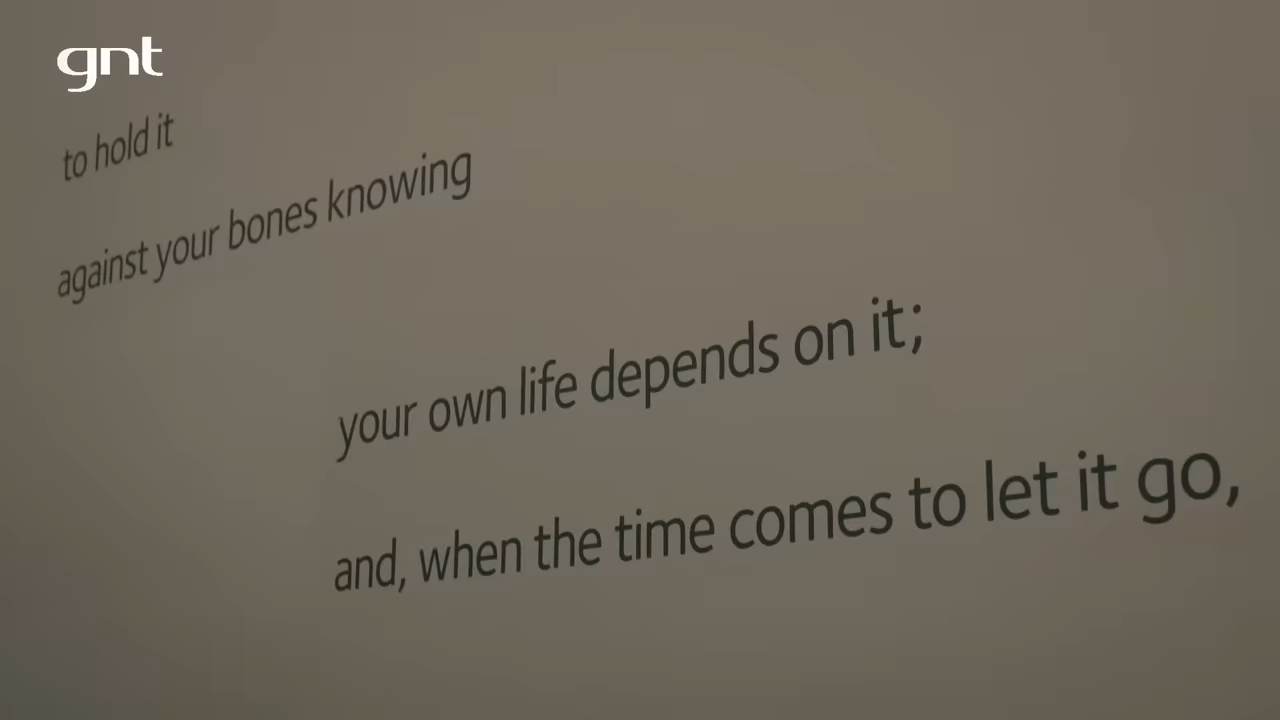 gnt
to hold it
against your bones knowing
your own life depends on it;
and, when the time comes to let it go,